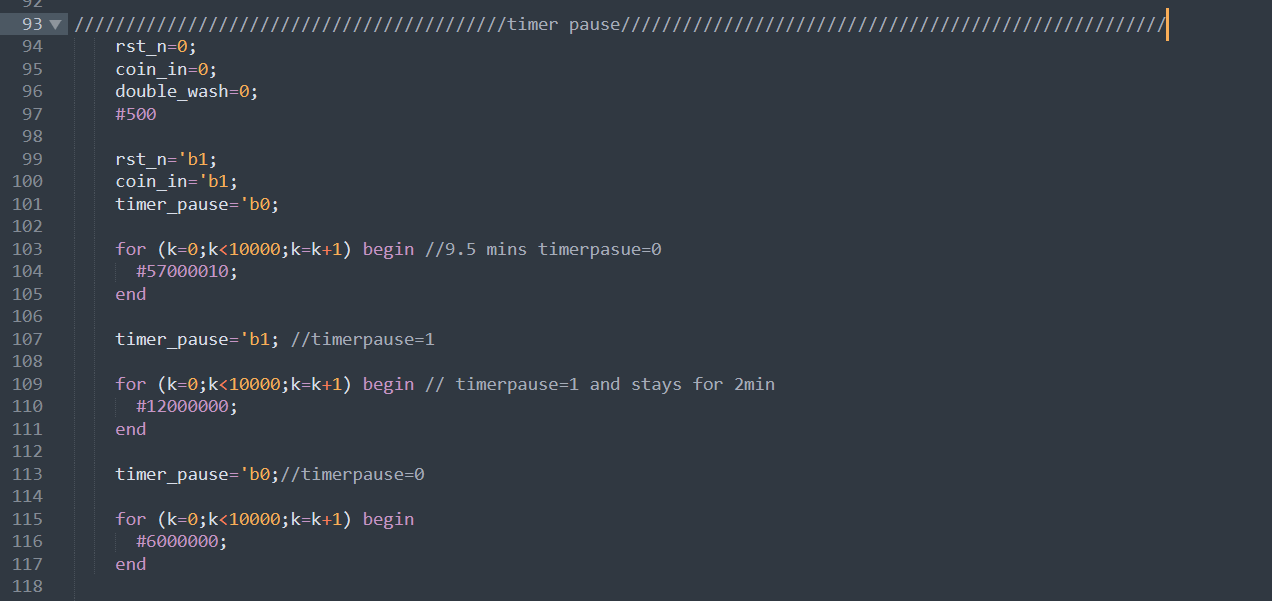 92
93 //////////////////////////////////////////timer pause/////////////////////////////////////////////////////
94 rst_n=0;
95 coin_in=0;
96 double_wash=0;
97 #500
98
99 rst_n='b1;
100 coin_in='b1;
101 timer_pause='b0;
102
103 for (k=0;k<10000;k=k+1) begin //9.5 mins timerpasue=0
104 #57000010;
105 end
106
107 timer_pause='b1; //timerpause=1
108
109 for (k=0;k<10000;k=k+1) begin // timerpause=1 and stays for 2min
110 #12000000;
111 end
112
113 timer_pause='b0;//timerpause=0
114
115 for (k=0;k<10000;k=k+1) begin
116 #6000000;
117 end
118